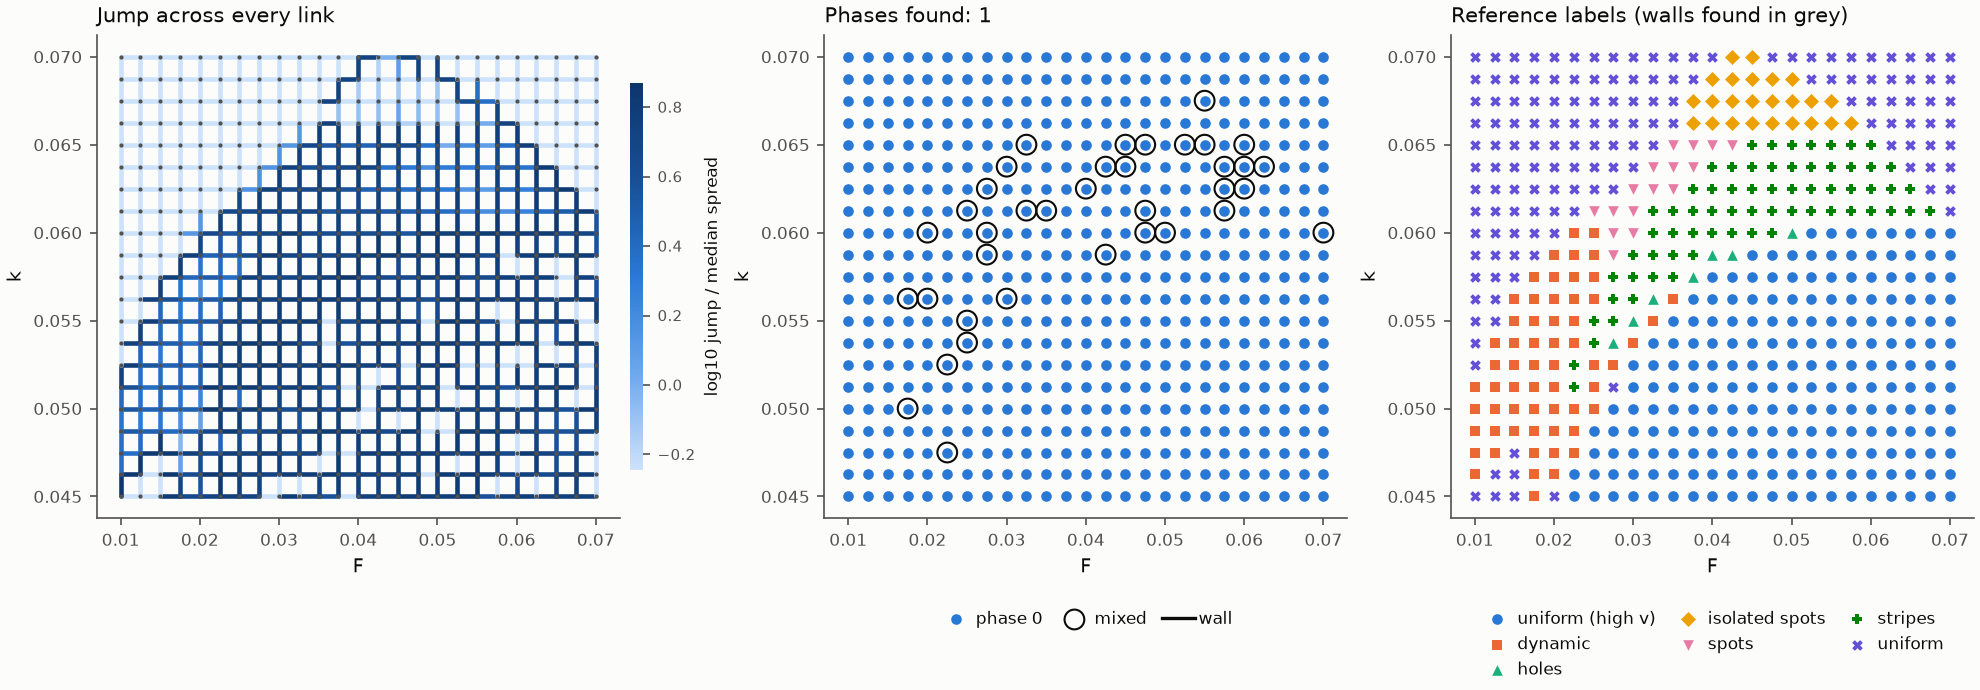 Jump across every link
0.070
0.065
0.060
0.055
0.050
0.045
k
0.01 0.02 0.03 0.04 0.05 0.06 0.07
F
0.8
0.6
0.4
0.2
0.0
−0.2
log10 jump / median spread
Phases found: 1
0.070
0.065
0.060
0.055
0.050
0.045
k
0.01 0.02 0.03 0.04 0.05 0.06 0.07
F
phase 0 mixed wall
Reference labels (walls found in grey)
0.070
0.065
0.060
0.055
0.050
0.045
k
0.01 0.02 0.03 0.04 0.05 0.06 0.07
F
uniform (high v) isolated spots stripes
dynamic spots uniform
holes